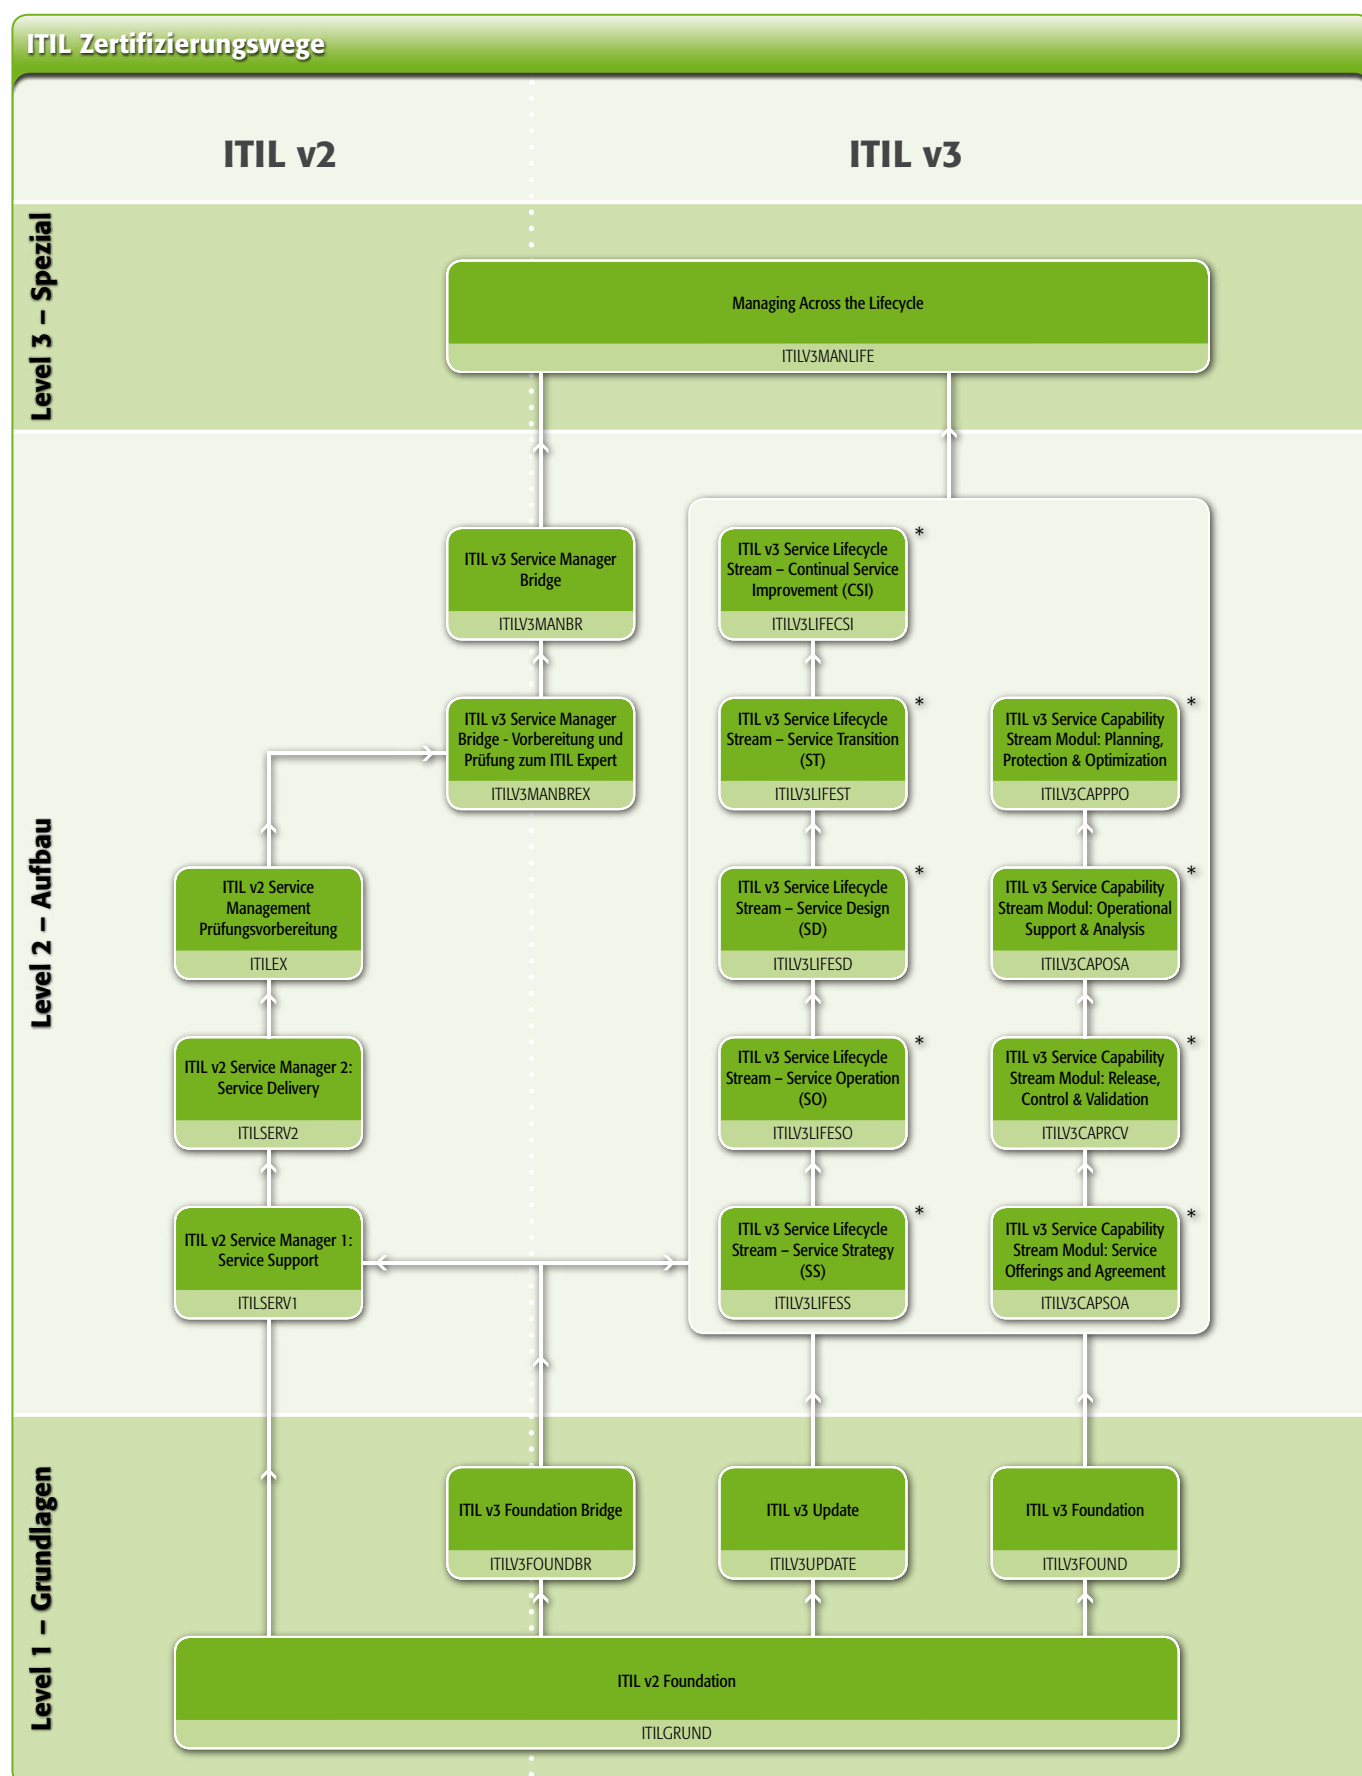 ITIL Zertifizierungswege
ITIL v2
ITIL v3
Level 3 – Spezial
Managing Across the Lifecycle
ITILV3MANLIFE
Level 2 – Aufbau
ITIL v3 Service Manager
Bridge
ITILV3MANBR
ITIL v3 Service Lifecycle
Stream – Continual Service
Improvement (CSI)
ITILV3LIFECSI
*
ITIL v3 Service Manager
Bridge - Vorbereitung und
Prüfung zum ITIL Expert
ITILV3MANBREX
ITIL v3 Service Lifecycle
Stream – Service Transition
(ST)
ITILV3LIFEST
*
ITIL v3 Service Capability
Stream Modul: Planning,
Protection & Optimization
ITILV3CAPPPO
*
ITIL v2 Service
Management
Prüfungsvorbereitung
ITILEX
ITIL v3 Service Lifecycle
Stream – Service Design
(SD)
ITILV3LIFESD
*
ITIL v3 Service Capability
Stream Modul: Operational
Support & Analysis
ITILV3CAPOSA
*
ITIL v2 Service Manager 2:
Service Delivery
ITILSERV2
ITIL v3 Service Lifecycle
Stream – Service Operation
(SO)
ITILV3LIFESO
*
ITIL v3 Service Capability
Stream Modul: Release,
Control & Validation
ITILV3CAPRCV
*
ITIL v2 Service Manager 1:
Service Support
ITILSERV1
ITIL v3 Service Lifecycle
Stream – Service Strategy
(SS)
ITILV3LIFESS
*
ITIL v3 Service Capability
Stream Modul: Service
Offerings and Agreement
ITILV3CAPSOA
*
Level 1 – Grundlagen
ITIL v3 Foundation Bridge
ITILV3FOUNDBR
ITIL v3 Update
ITILV3UPDATE
ITIL v3 Foundation
ITILV3FOUND
ITIL v2 Foundation
ITILGRUND